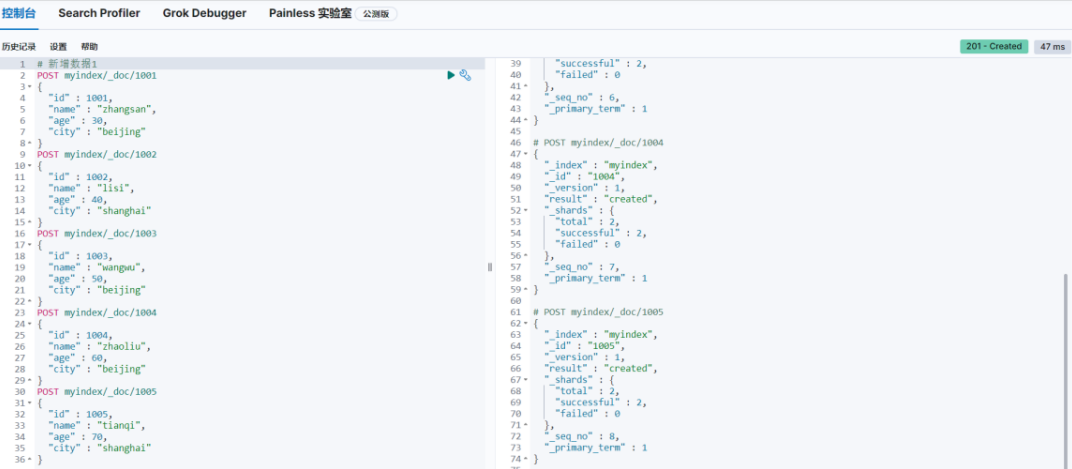 控制台 Search Profiler Grok Debugger Painless 实验室 公测版
历史记录 设置 帮助 201 - Created 47 ms
1 # 新增数据1
2 POST myindex/_doc/1001
3 {
4 "id" : 1001,
5 "name" : "zhangsan",
6 "age" : 30,
7 "city" : "beijing"
8 }
9 POST myindex/_doc/1002
10 {
11 "id" : 1002,
12 "name" : "lisi",
13 "age" : 40,
14 "city" : "shanghai"
15 }
16 POST myindex/_doc/1003
17 {
18 "id" : 1003,
19 "name" : "wangwu",
20 "age" : 50,
21 "city" : "beijing"
22 }
23 POST myindex/_doc/1004
24 {
25 "id" : 1004,
26 "name" : "zhaoliu",
27 "age" : 60,
28 "city" : "beijing"
29 }
30 POST myindex/_doc/1005
31 {
32 "id" : 1005,
33 "name" : "tianqi",
34 "age" : 70,
35 "city" : "shanghai"
36 }
39 "successful" : 2,
40 "failed" : 0
41 },
42 "_seq_no" : 6,
43 "_primary_term" : 1
44 }
45
46 # POST myindex/_doc/1004
47 {
48 "_index" : "myindex",
49 "_id" : "1004",
50 "_version" : 1,
51 "result" : "created",
52 "_shards" : {
53 "total" : 2,
54 "successful" : 2,
55 "failed" : 0
56 },
57 "_seq_no" : 7,
58 "_primary_term" : 1
59 }
60
61 # POST myindex/_doc/1005
62 {
63 "_index" : "myindex",
64 "_id" : "1005",
65 "_version" : 1,
66 "result" : "created",
67 "_shards" : {
68 "total" : 2,
69 "successful" : 2,
70 "failed" : 0
71 },
72 "_seq_no" : 8,
73 "_primary_term" : 1
74 }